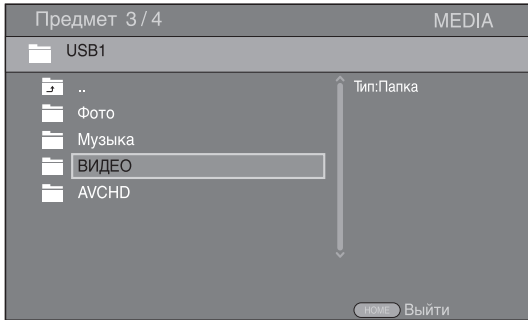 Предмет 3 / 4 MEDIA
USB1
..
Тип:Папка
Фото
Музыка
ВИДЕО
AVCHD
HOME Выйти